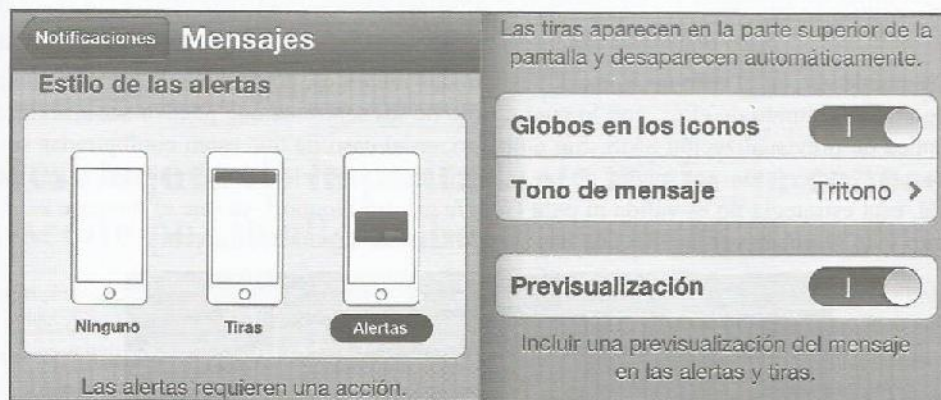 Notificaciones
Mensajes
Estilo de las alertas
Ninguno
Tiras
Alertas
Las alertas requieren una acción.
Las tiras aparecen en la parte superior de la
pantalla y desaparecen automáticamente.
Globos en los iconos
Tono de mensaje
Tritono >
Previsualización
Incluir una previsualización del mensaje
en las alertas y tiras.